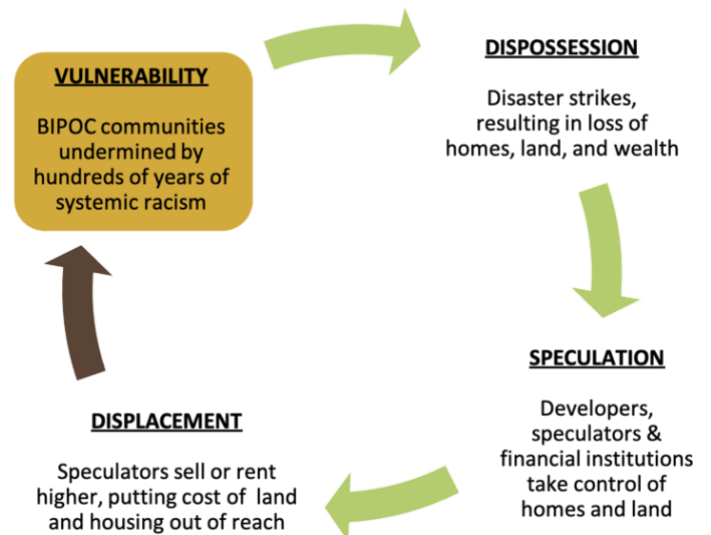 VULNERABILITY
BIPOC communities
undermined by
hundreds of years of
systemic racism
DISPOSSESSION
Disaster strikes,
resulting in loss of
homes, land, and wealth
SPECULATION
Developers,
speculators &
financial institutions
take control of
homes and land
DISPLACEMENT
Speculators sell or rent
higher, putting cost of land
and housing out of reach